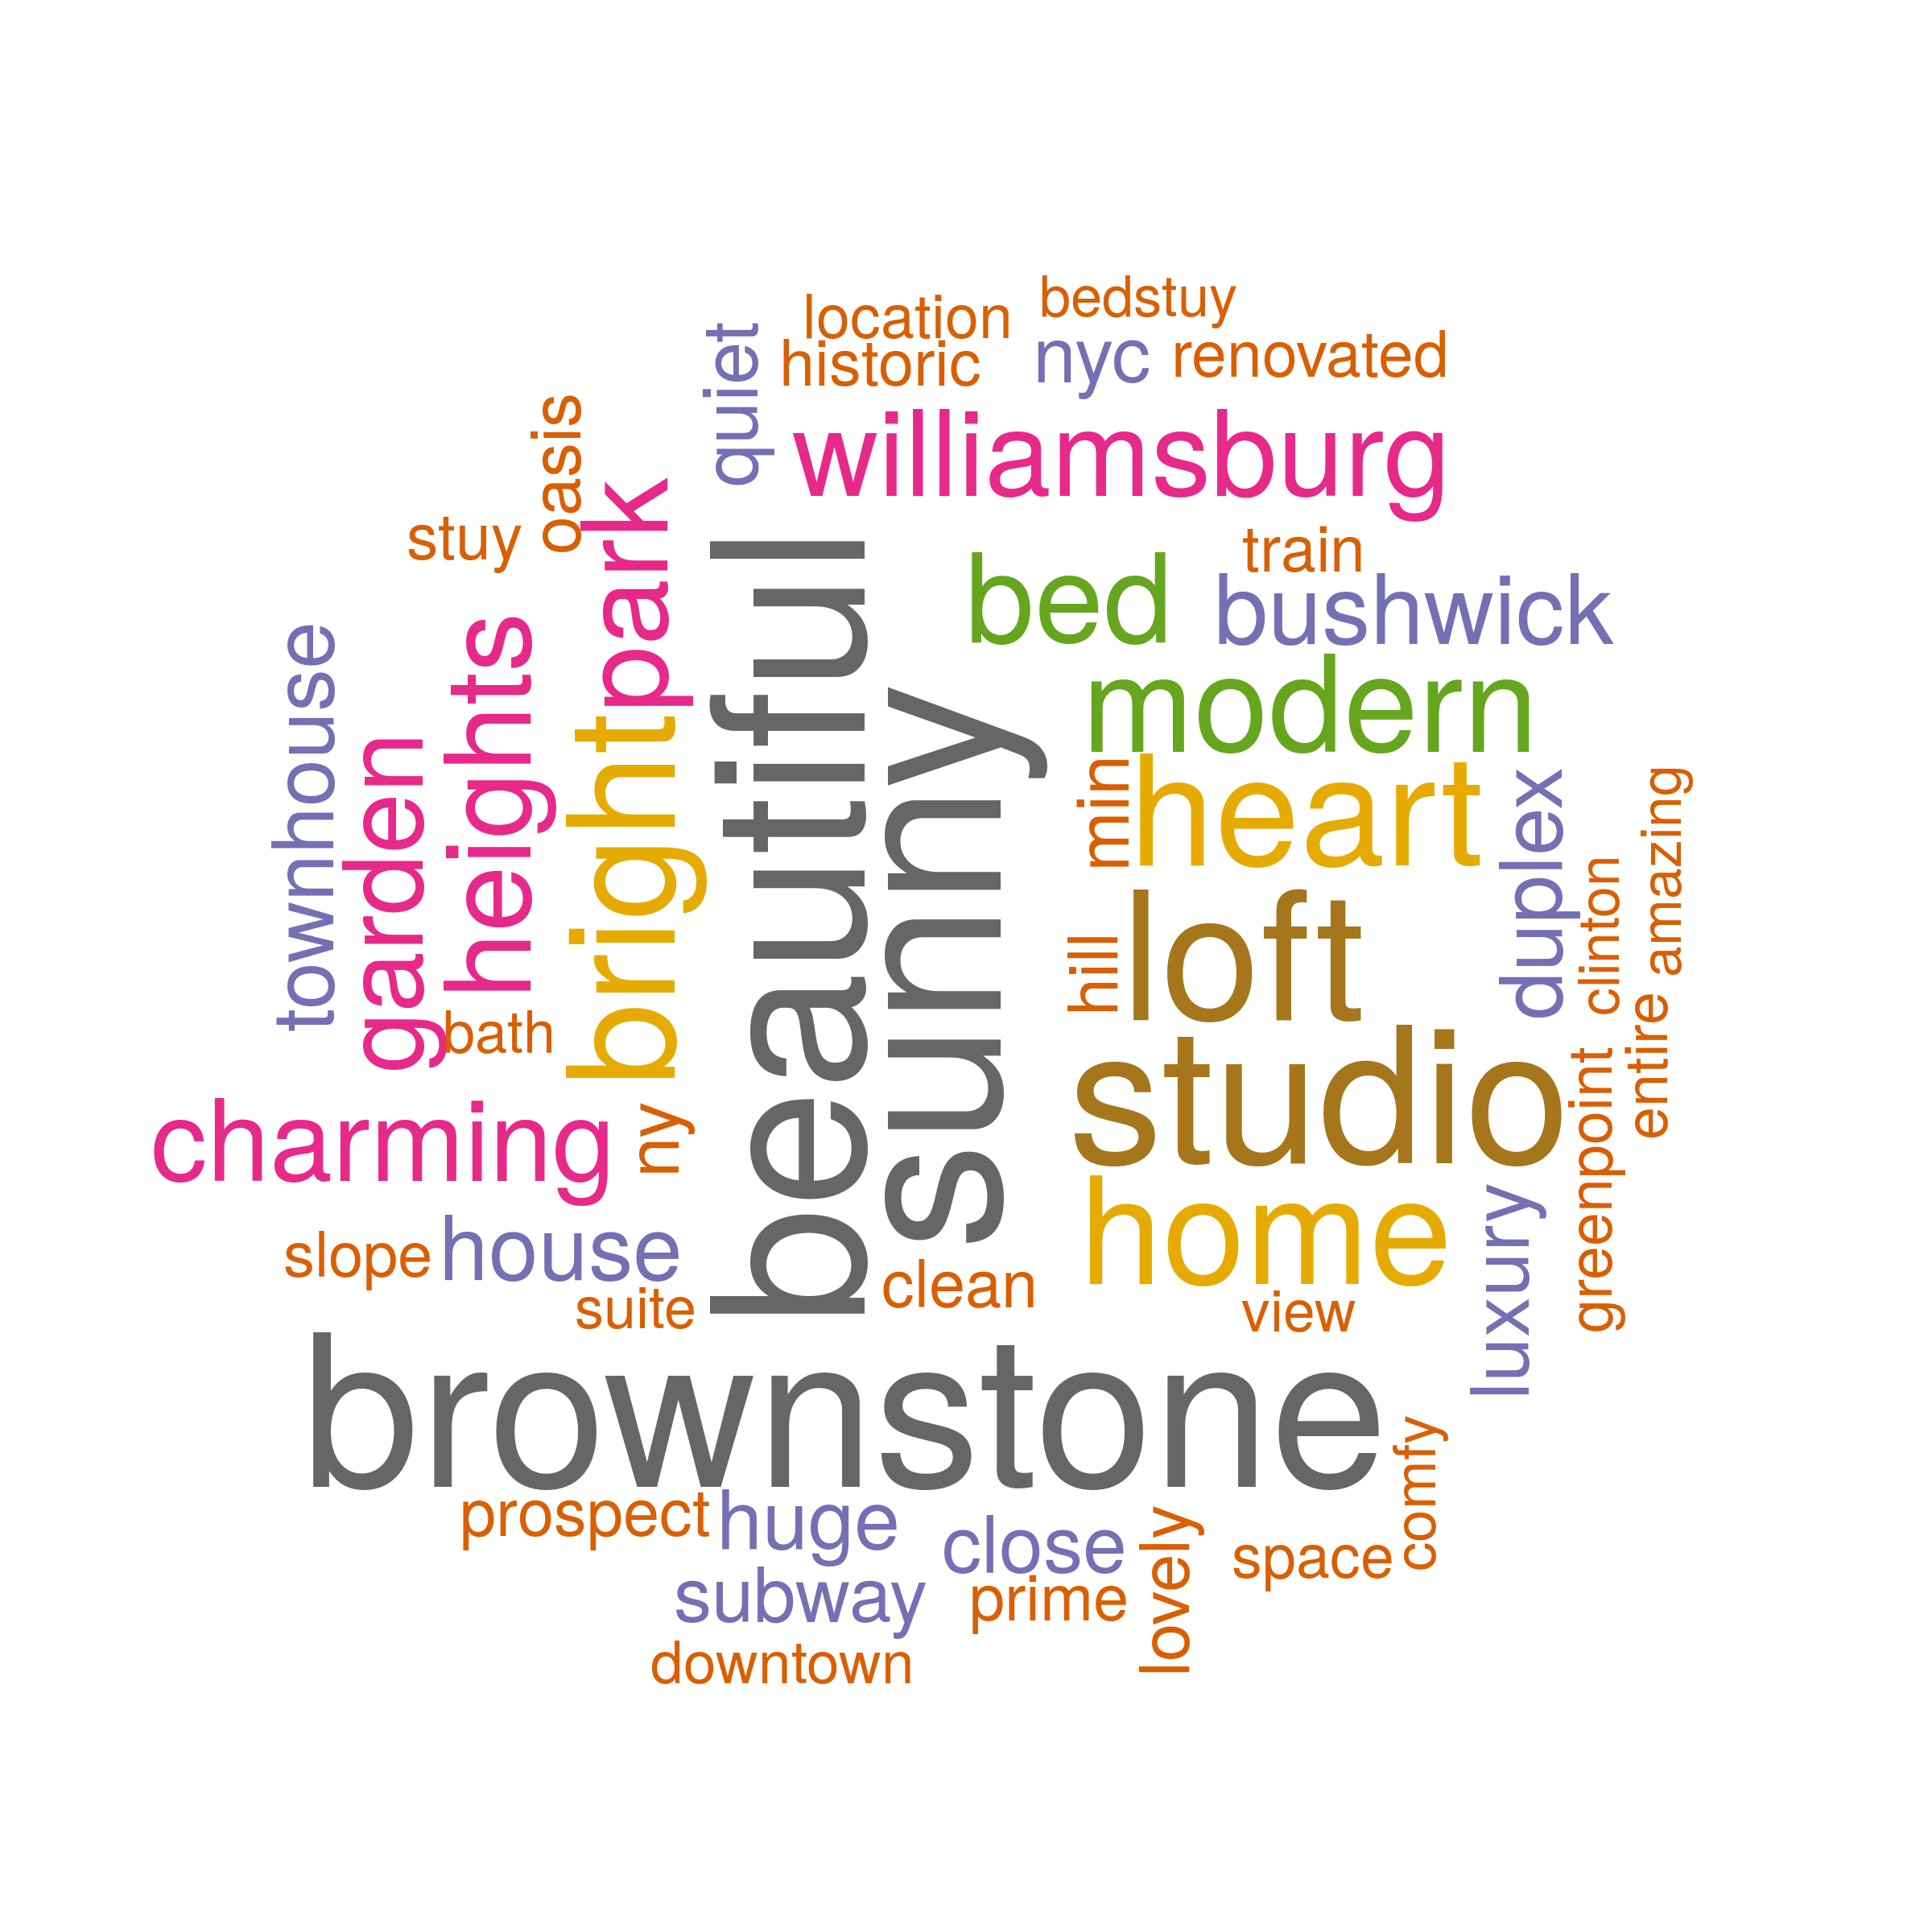 bedstuy
location
quiet
historic
nyc
renovated
oasis
williamsburg
stuy
park
train
bed
bushwick
beautiful
townhouse
heights
modern
garden
bright
sunny
min
heart
duplex
amazing
clinton
hill
loft
entire
bath
studio
greenpoint
charming
ny
home
luxury
slope
house
clean
suite
view
brownstone
comfy
prospect
huge
close
lovely
space
subway
prime
downtown